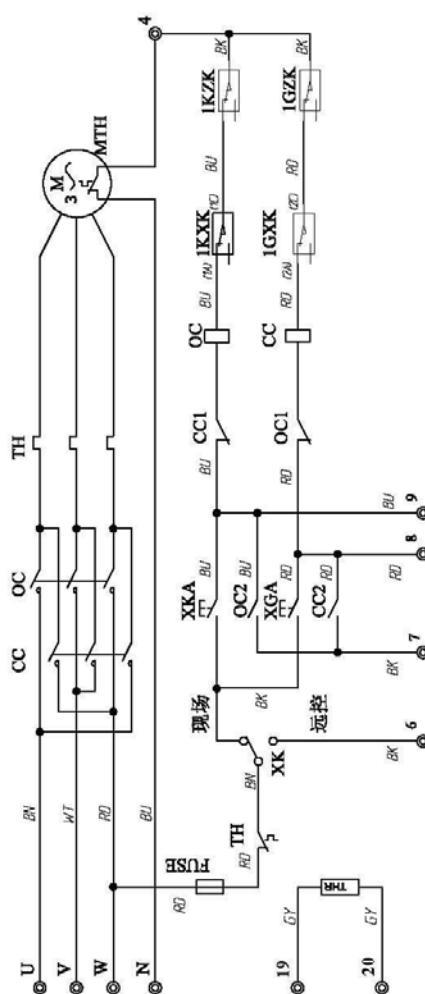 CC
OC
TH
M
3
MTH
4
U
BN
V
WT
W
RD
N
BU
FUSE
RD
XKA
BU
CC1
BU
OC
BU
1KXK
BU
1KZK
BK
现场
OC2
BU
TH
RD
BN
XK
BK
XGA
RD
OC1
RD
CC
RD
1GXK
RD
1GZK
BK
远控
CC2
RD
19
GY
THR
20
GY
6
BK
7
BK
8
RD
9
BU